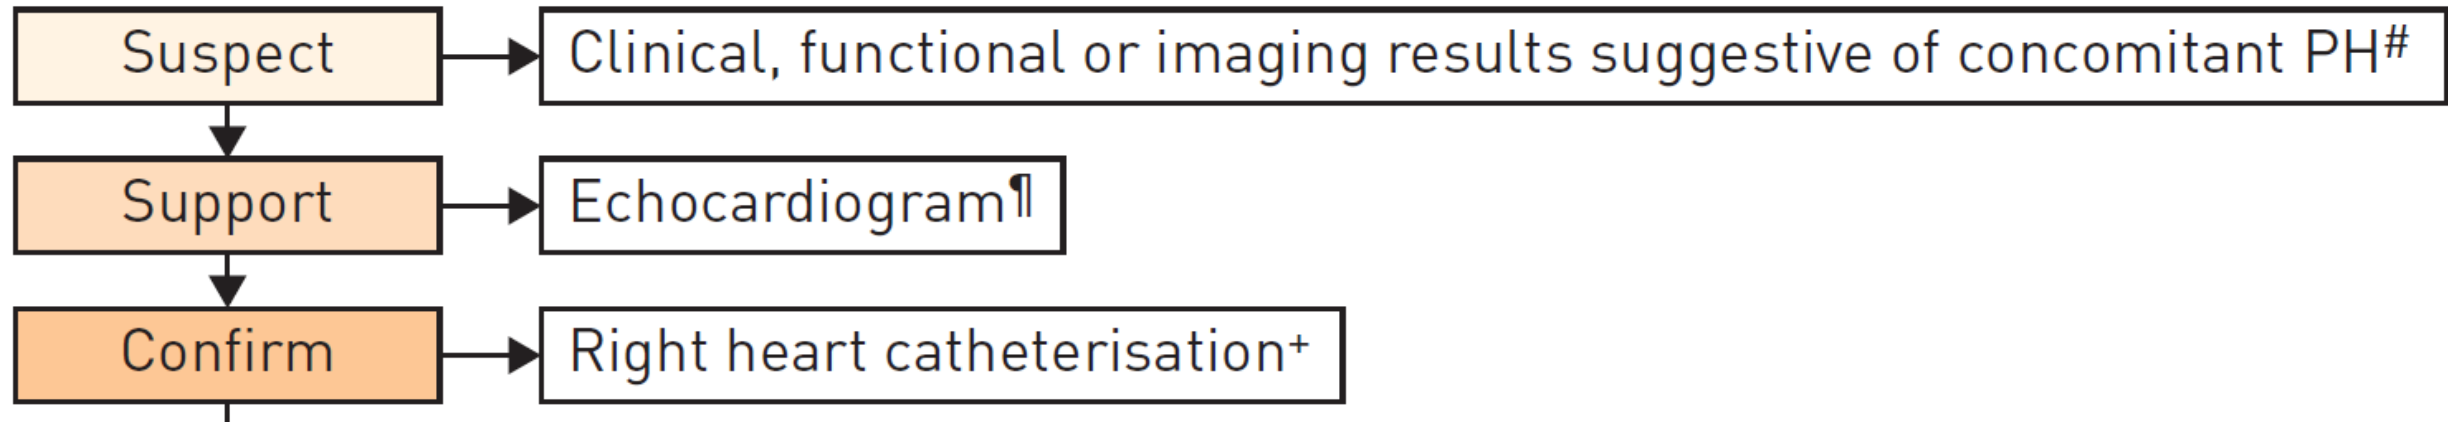 Suspect
Clinical, functional or imaging results suggestive of concomitant PH#
Support
Echocardiogram¶
Confirm
Right heart catheterisation+